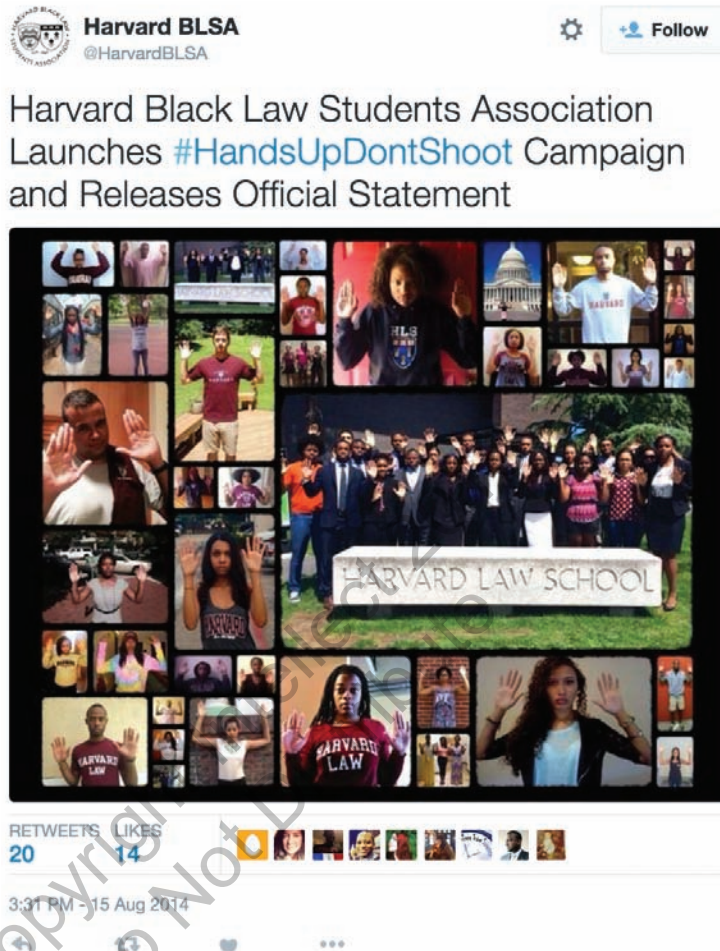 Harvard BLSA
@HarvardBLSA
Follow
Harvard Black Law Students Association
Launches #HandsUpDontShoot Campaign
and Releases Official Statement
HLS
HARVARD
HARVARD LAW SCHOOL
HARVARD
HARVARD
LAW
HARVARD
LAW
RETWEETS LIKES
20 14
3:31 PM - 15 Aug 2014